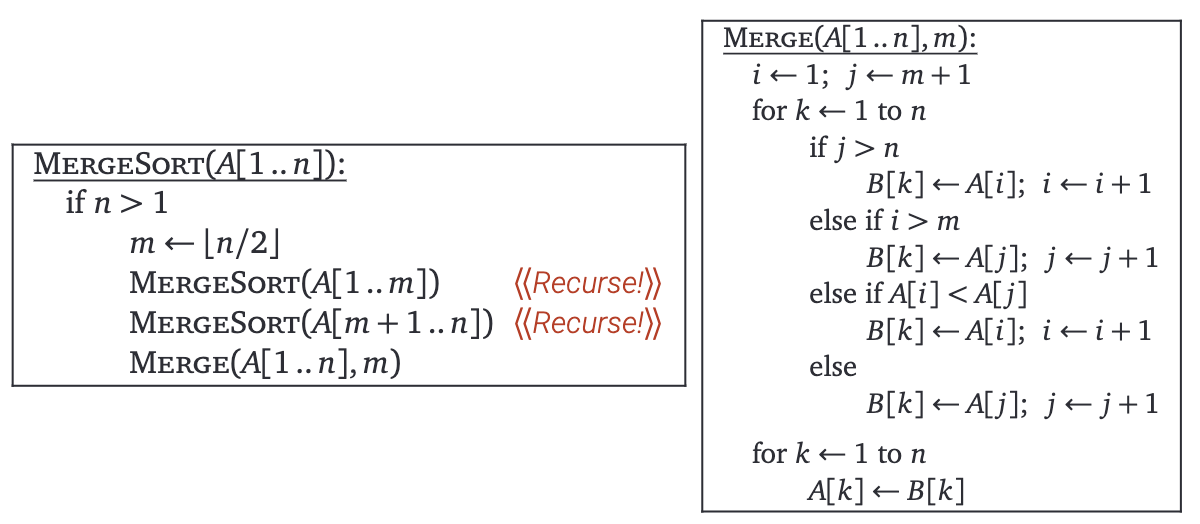 MergeSort(A[1 .. n]):
if n > 1
m ← ⌊n/2⌋
MergeSort(A[1 .. m]) ⟪Recurse!⟫
MergeSort(A[m + 1 .. n]) ⟪Recurse!⟫
Merge(A[1 .. n], m)
Merge(A[1 .. n], m):
i ← 1; j ← m + 1
for k ← 1 to n
if j > n
B[k] ← A[i]; i ← i + 1
else if i > m
B[k] ← A[j]; j ← j + 1
else if A[i] < A[j]
B[k] ← A[i]; i ← i + 1
else
B[k] ← A[j]; j ← j + 1
for k ← 1 to n
A[k] ← B[k]